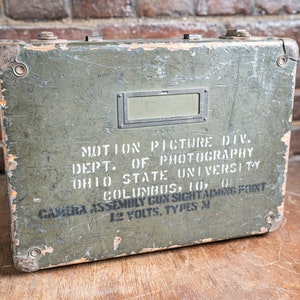 MOTION PICTURE DIV.
DEPT. OF PHOTOGRAPHY
OHIO STATE UNIVERSITY
COLUMBUS, 10,
CAMERA ASSEMBLY GUN SIGHT AIMING POINT
12 VOLTS, TYPES M